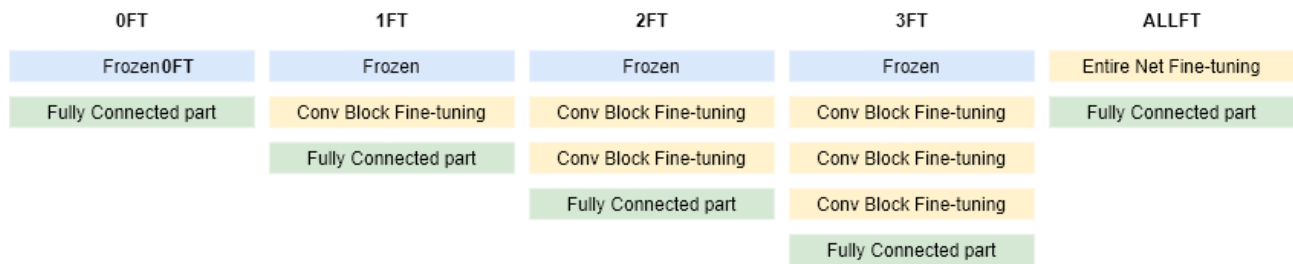 0FT 1FT 2FT 3FT ALLFT
Frozen0FT Frozen Frozen Frozen Entire Net Fine-tuning
Fully Connected part Conv Block Fine-tuning Conv Block Fine-tuning Conv Block Fine-tuning Fully Connected part
Fully Connected part Conv Block Fine-tuning Conv Block Fine-tuning
Fully Connected part Conv Block Fine-tuning
Fully Connected part